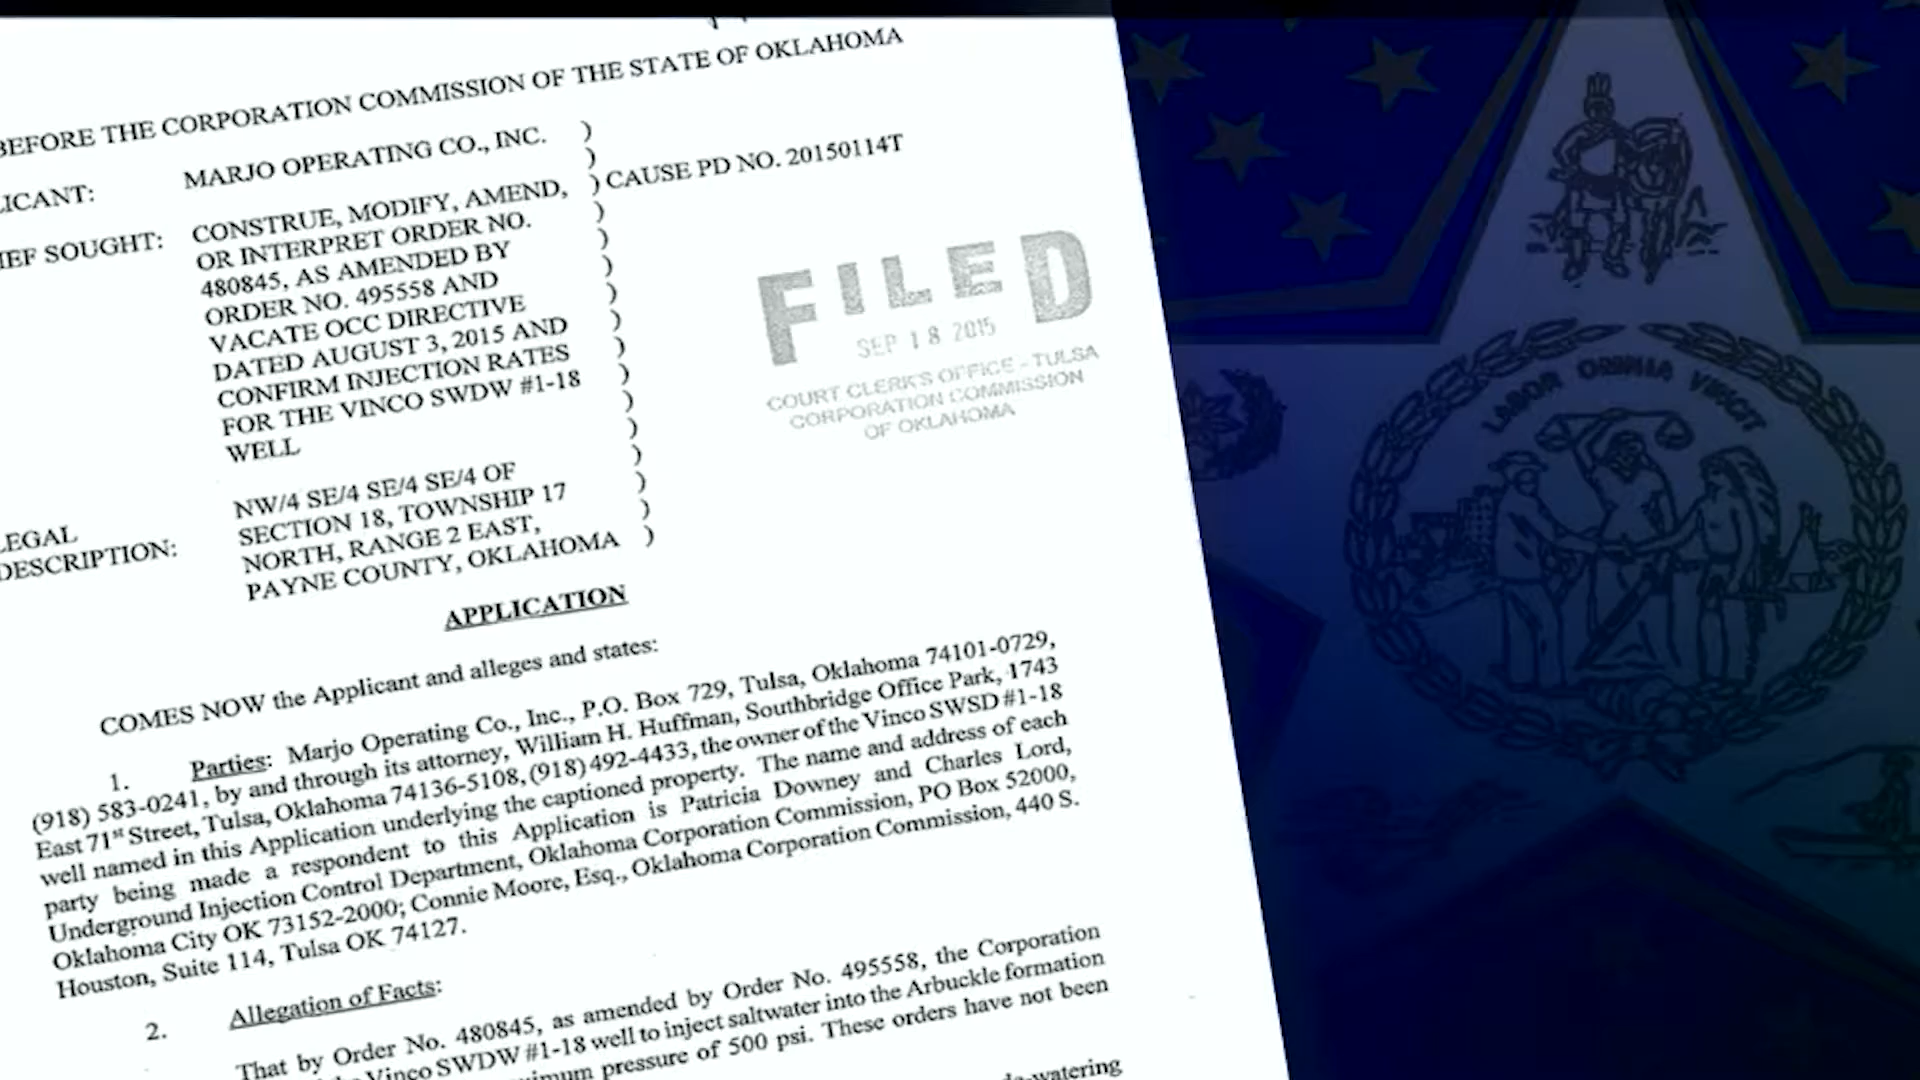 BEFORE THE CORPORATION COMMISSION OF THE STATE OF OKLAHOMA
LICANT: MARJO OPERATING CO., INC. )
)
IEF SOUGHT: CONSTRUE, MODIFY, AMEND, ) CAUSE PD NO. 20150114T
OR INTERPRET ORDER NO. )
480845, AS AMENDED BY )
ORDER NO. 495558 AND )
VACATE OCC DIRECTIVE )
DATED AUGUST 3, 2015 AND )
CONFIRM INJECTION RATES )
FOR THE VINCO SWDW #1-18 )
WELL )
)
NW/4 SE/4 SE/4 SE/4 OF )
LEGAL SECTION 18, TOWNSHIP 17 )
DESCRIPTION: NORTH, RANGE 2 EAST, )
PAYNE COUNTY, OKLAHOMA )
FILED
SEP 18 2015
COURT CLERK'S OFFICE - TULSA
CORPORATION COMMISSION
OF OKLAHOMA
APPLICATION
COMES NOW the Applicant and alleges and states:
1. Parties: Marjo Operating Co., Inc., P.O. Box 729, Tulsa, Oklahoma 74101-0729,
(918) 583-0241, by and through its attorney, William H. Huffman, Southbridge Office Park, 1743
East 71st Street, Tulsa, Oklahoma 74136-5108, (918) 492-4433, the owner of the Vinco SWSD #1-18
well named in this Application underlying the captioned property. The name and address of each
party being made a respondent to this Application is Patricia Downey and Charles Lord,
Underground Injection Control Department, Oklahoma Corporation Commission, PO Box 52000,
Oklahoma City OK 73152-2000; Connie Moore, Esq., Oklahoma Corporation Commission, 440 S.
Houston, Suite 114, Tulsa OK 74127.
2. Allegation of Facts:
That by Order No. 480845, as amended by Order No. 495558, the Corporation
Vinco SWDW #1-18 well to inject saltwater into the Arbuckle formation
pressure of 500 psi. These orders have not been
LABOR OMNIA VINCIT